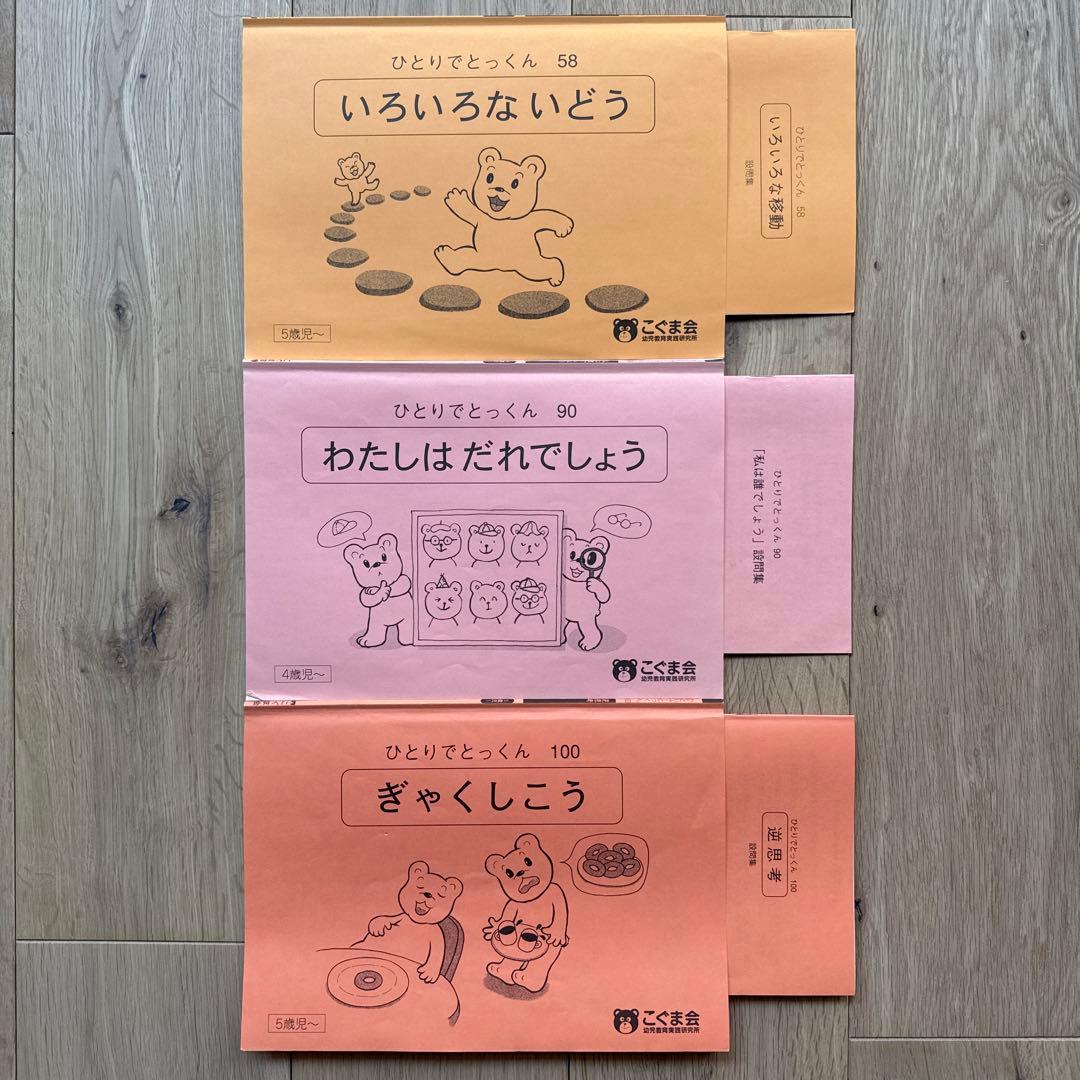 ひとりでとっくん 58
いろいろな いどう
5歳児~
こぐま会
幼児教育実践研究所
ひとりでとっくん 58
いろいろな移動
設問集
ひとりでとっくん 90
わたしは だれでしょう
4歳児~
こぐま会
幼児教育実践研究所
ひとりでとっくん 90
「私は誰でしょう」設問集
ひとりでとっくん 100
ぎゃくしこう
5歳児~
こぐま会
幼児教育実践研究所
ひとりでとっくん 100
逆思考
設問集